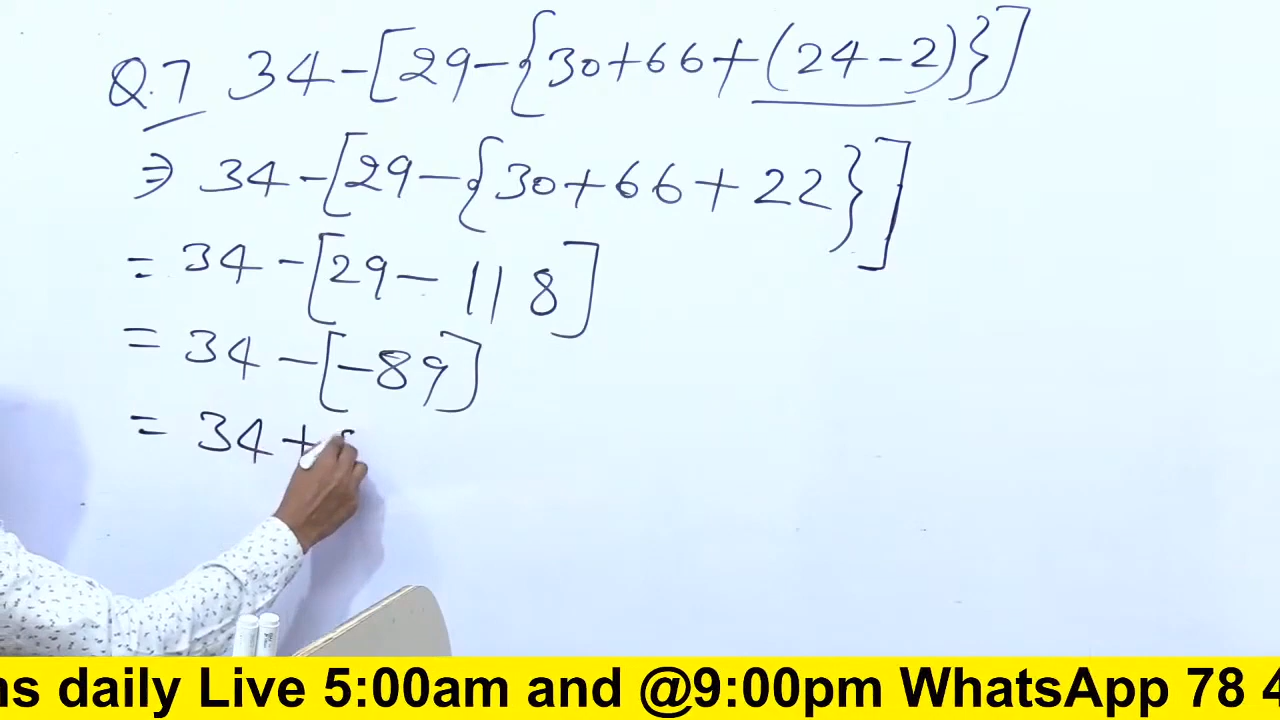 Q.7 34-[29-{30+66+(24-2)}]
⇒ 34-[29-{30+66+22}]
= 34-[29-118]
= 34-[-89]
= 34+
ns daily Live 5:00am and @9:00pm WhatsApp 78 4